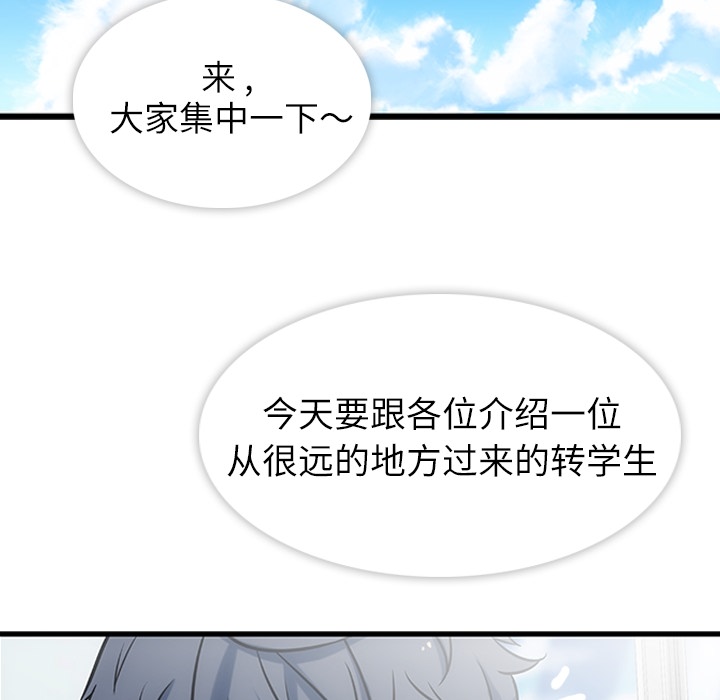 来,
大家集中一下～
今天要跟各位介绍一位
从很远的地方过来的转学生